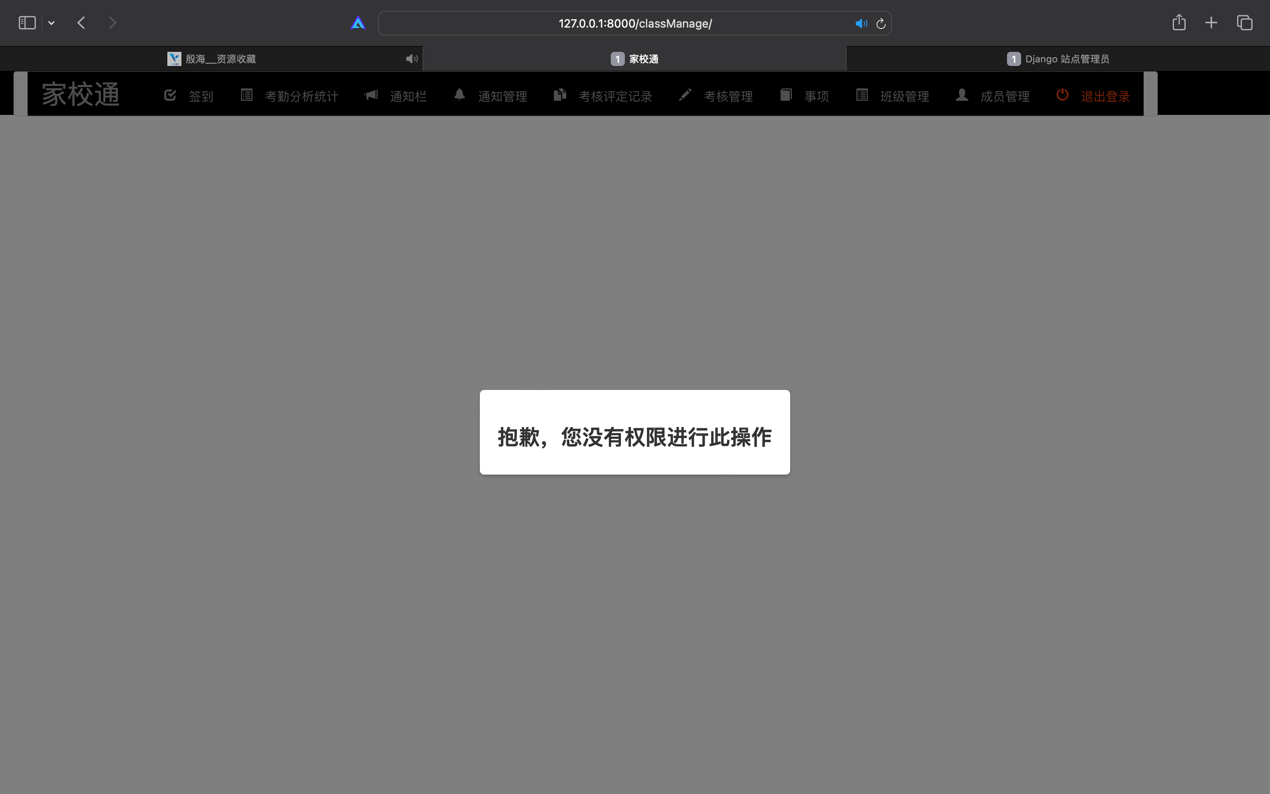 127.0.0.1:8000/classManage/
殷海__资源收藏
1 家校通
1 Django 站点管理员
家校通 签到 考勤分析统计 通知栏 通知管理 考核评定记录 考核管理 事项 班级管理 成员管理 退出登录
抱歉，您没有权限进行此操作